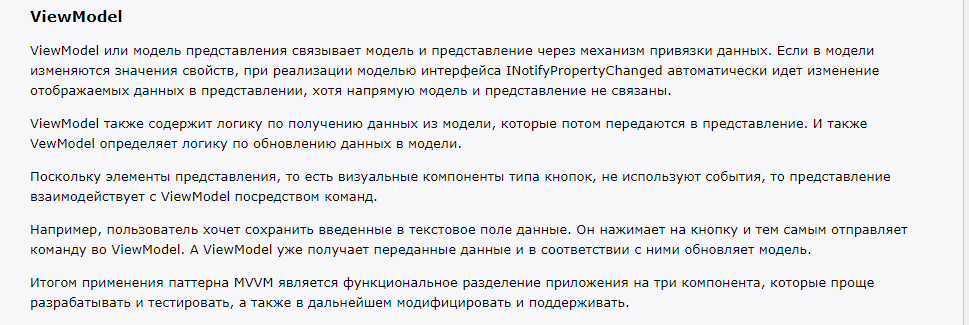 ViewModel
ViewModel или модель представления связывает модель и представление через механизм привязки данных. Если в модели
изменяются значения свойств, при реализации моделью интерфейса INotifyPropertyChanged автоматически идет изменение
отображаемых данных в представлении, хотя напрямую модель и представление не связаны.
ViewModel также содержит логику по получению данных из модели, которые потом передаются в представление. И также
VewModel определяет логику по обновлению данных в модели.
Поскольку элементы представления, то есть визуальные компоненты типа кнопок, не используют события, то представление
взаимодействует с ViewModel посредством команд.
Например, пользователь хочет сохранить введенные в текстовое поле данные. Он нажимает на кнопку и тем самым отправляет
команду во ViewModel. А ViewModel уже получает переданные данные и в соответствии с ними обновляет модель.
Итогом применения паттерна MVVM является функциональное разделение приложения на три компонента, которые проще
разрабатывать и тестировать, а также в дальнейшем модифицировать и поддерживать.